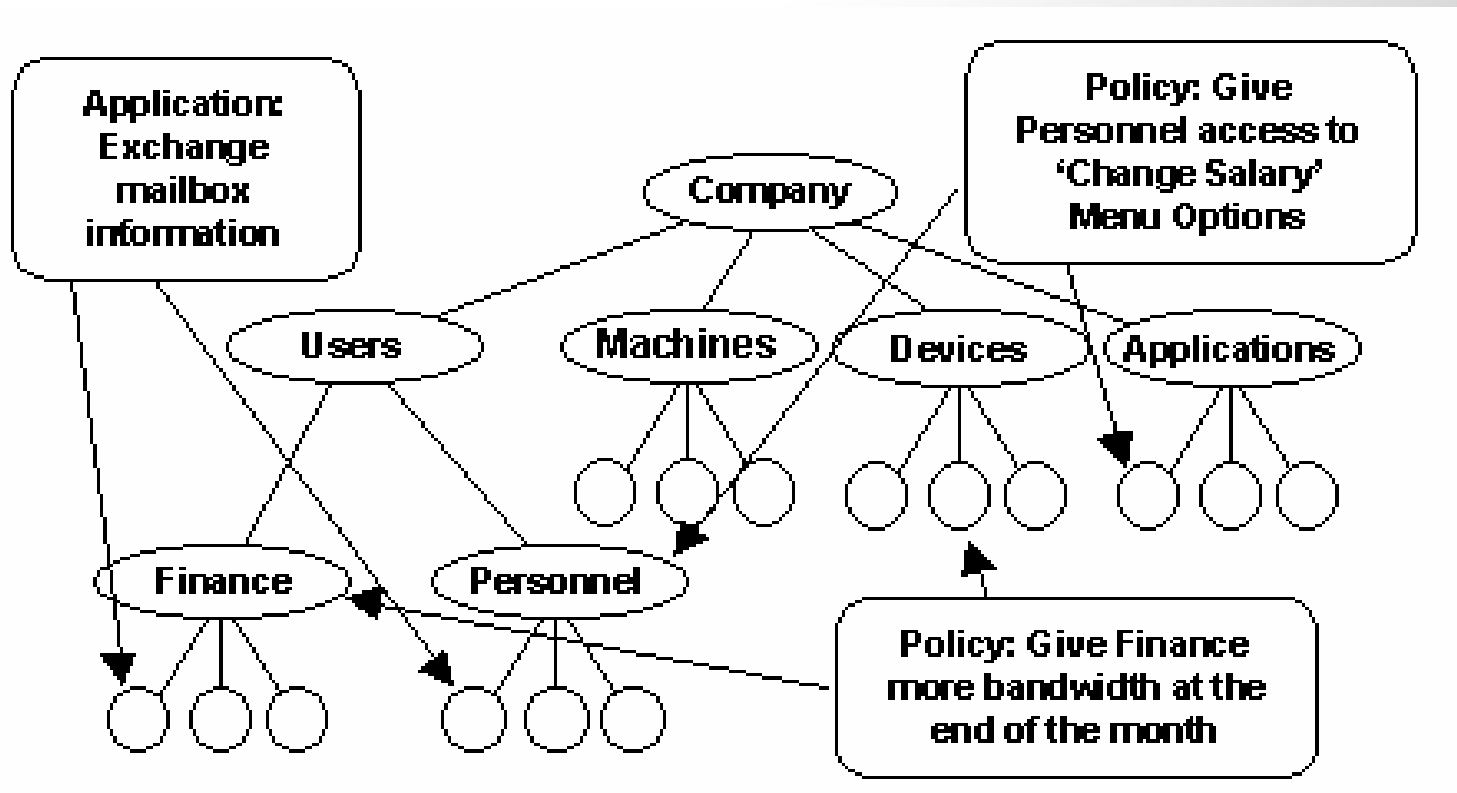 Application:
Exchange
mailbox
information
Policy: Give
Personnel access to
‘Change Salary’
Menu Options
Company
Users
Machines
Devices
Applications
Finance
Personnel
Policy: Give Finance
more bandwidth at the
end of the month